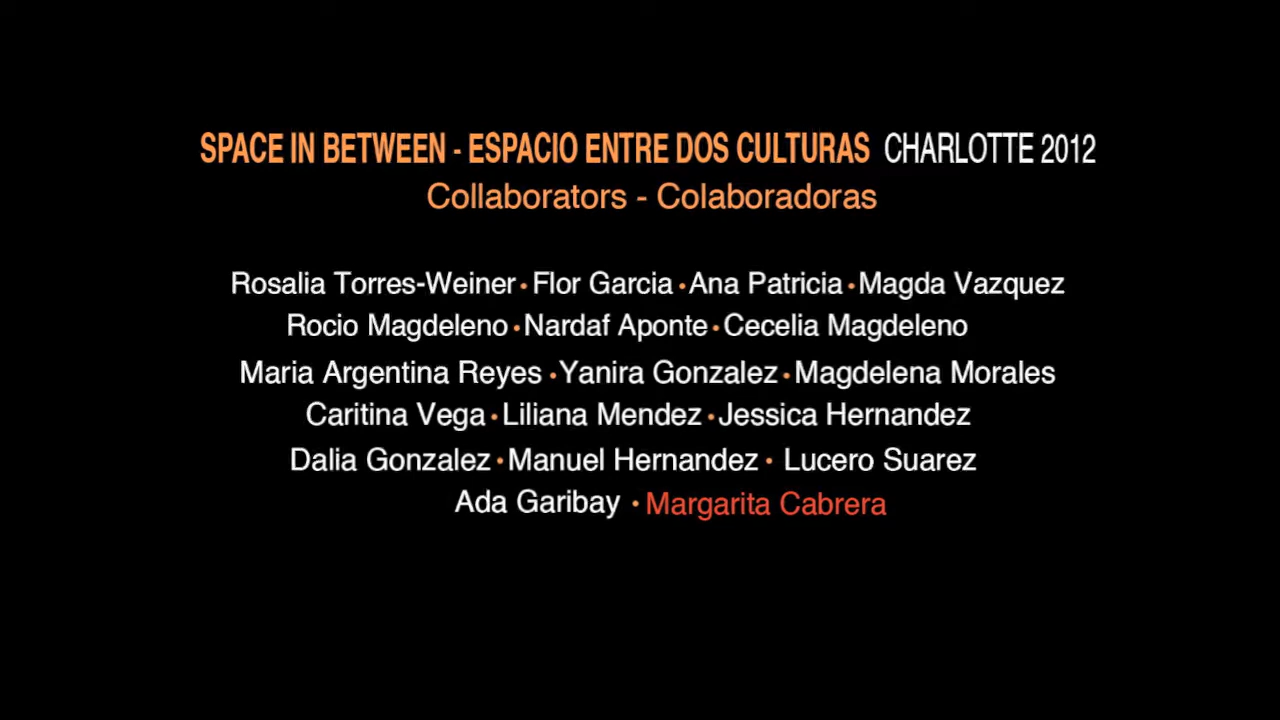 SPACE IN BETWEEN - ESPACIO ENTRE DOS CULTURAS CHARLOTTE 2012
Collaborators - Colaboradoras
Rosalia Torres-Weiner • Flor Garcia • Ana Patricia • Magda Vazquez
Rocio Magdeleno • Nardaf Aponte • Cecelia Magdeleno
Maria Argentina Reyes • Yanira Gonzalez • Magdelena Morales
Caritina Vega • Liliana Mendez • Jessica Hernandez
Dalia Gonzalez • Manuel Hernandez • Lucero Suarez
Ada Garibay • Margarita Cabrera